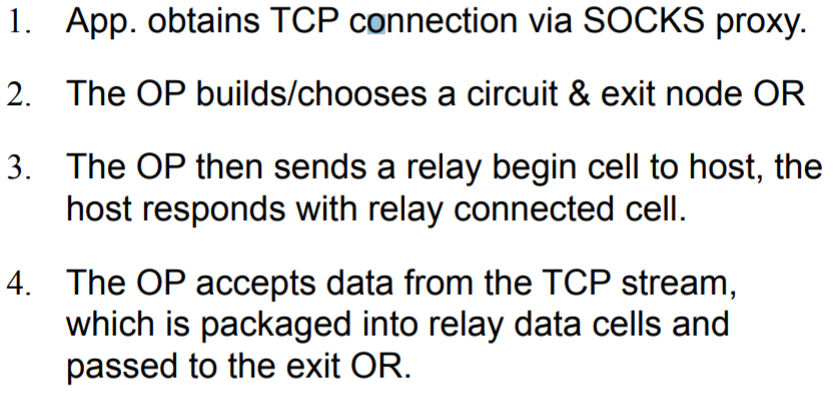 1. App. obtains TCP connection via SOCKS proxy.
2. The OP builds/chooses a circuit & exit node OR
3. The OP then sends a relay begin cell to host, the
host responds with relay connected cell.
4. The OP accepts data from the TCP stream,
which is packaged into relay data cells and
passed to the exit OR.